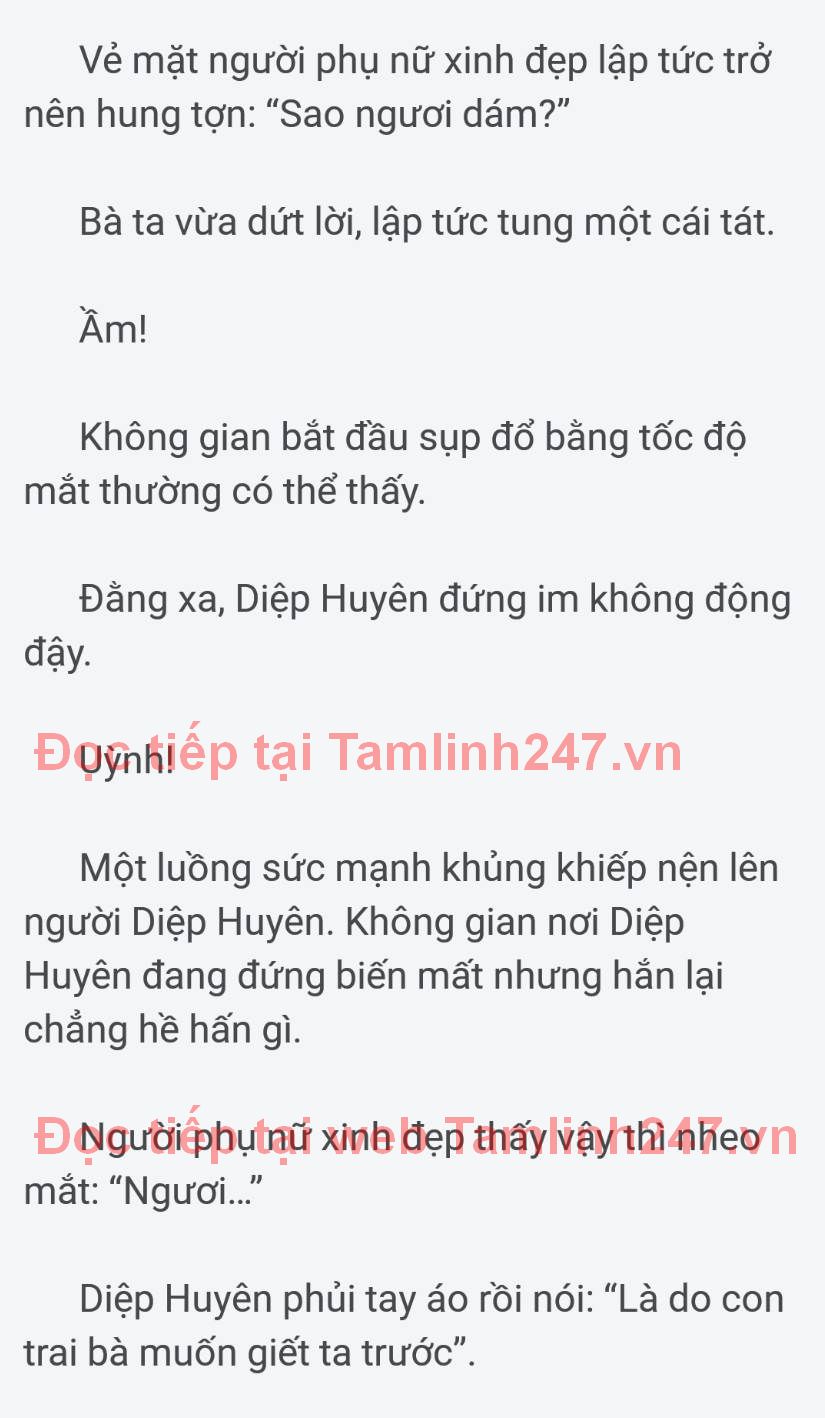 Vẻ mặt người phụ nữ xinh đẹp lập tức trở
nên hung tợn: “Sao ngươi dám?”
Bà ta vừa dứt lời, lập tức tung một cái tát.
Ầm!
Không gian bắt đầu sụp đổ bằng tốc độ
mắt thường có thể thấy.
Đằng xa, Diệp Huyên đứng im không động
đậy.
Đọc tiếp tại Tamlinh247.vn
Uỳnh!
Một luồng sức mạnh khủng khiếp nện lên
người Diệp Huyên. Không gian nơi Diệp
Huyên đang đứng biến mất nhưng hắn lại
chẳng hề hấn gì.
Đọc tiếp tại web Tamlinh247.vn
Người phụ nữ xinh đẹp thấy vậy thì nheo
mắt: “Ngươi...”
Diệp Huyên phủi tay áo rồi nói: “Là do con
trai bà muốn giết ta trước”.